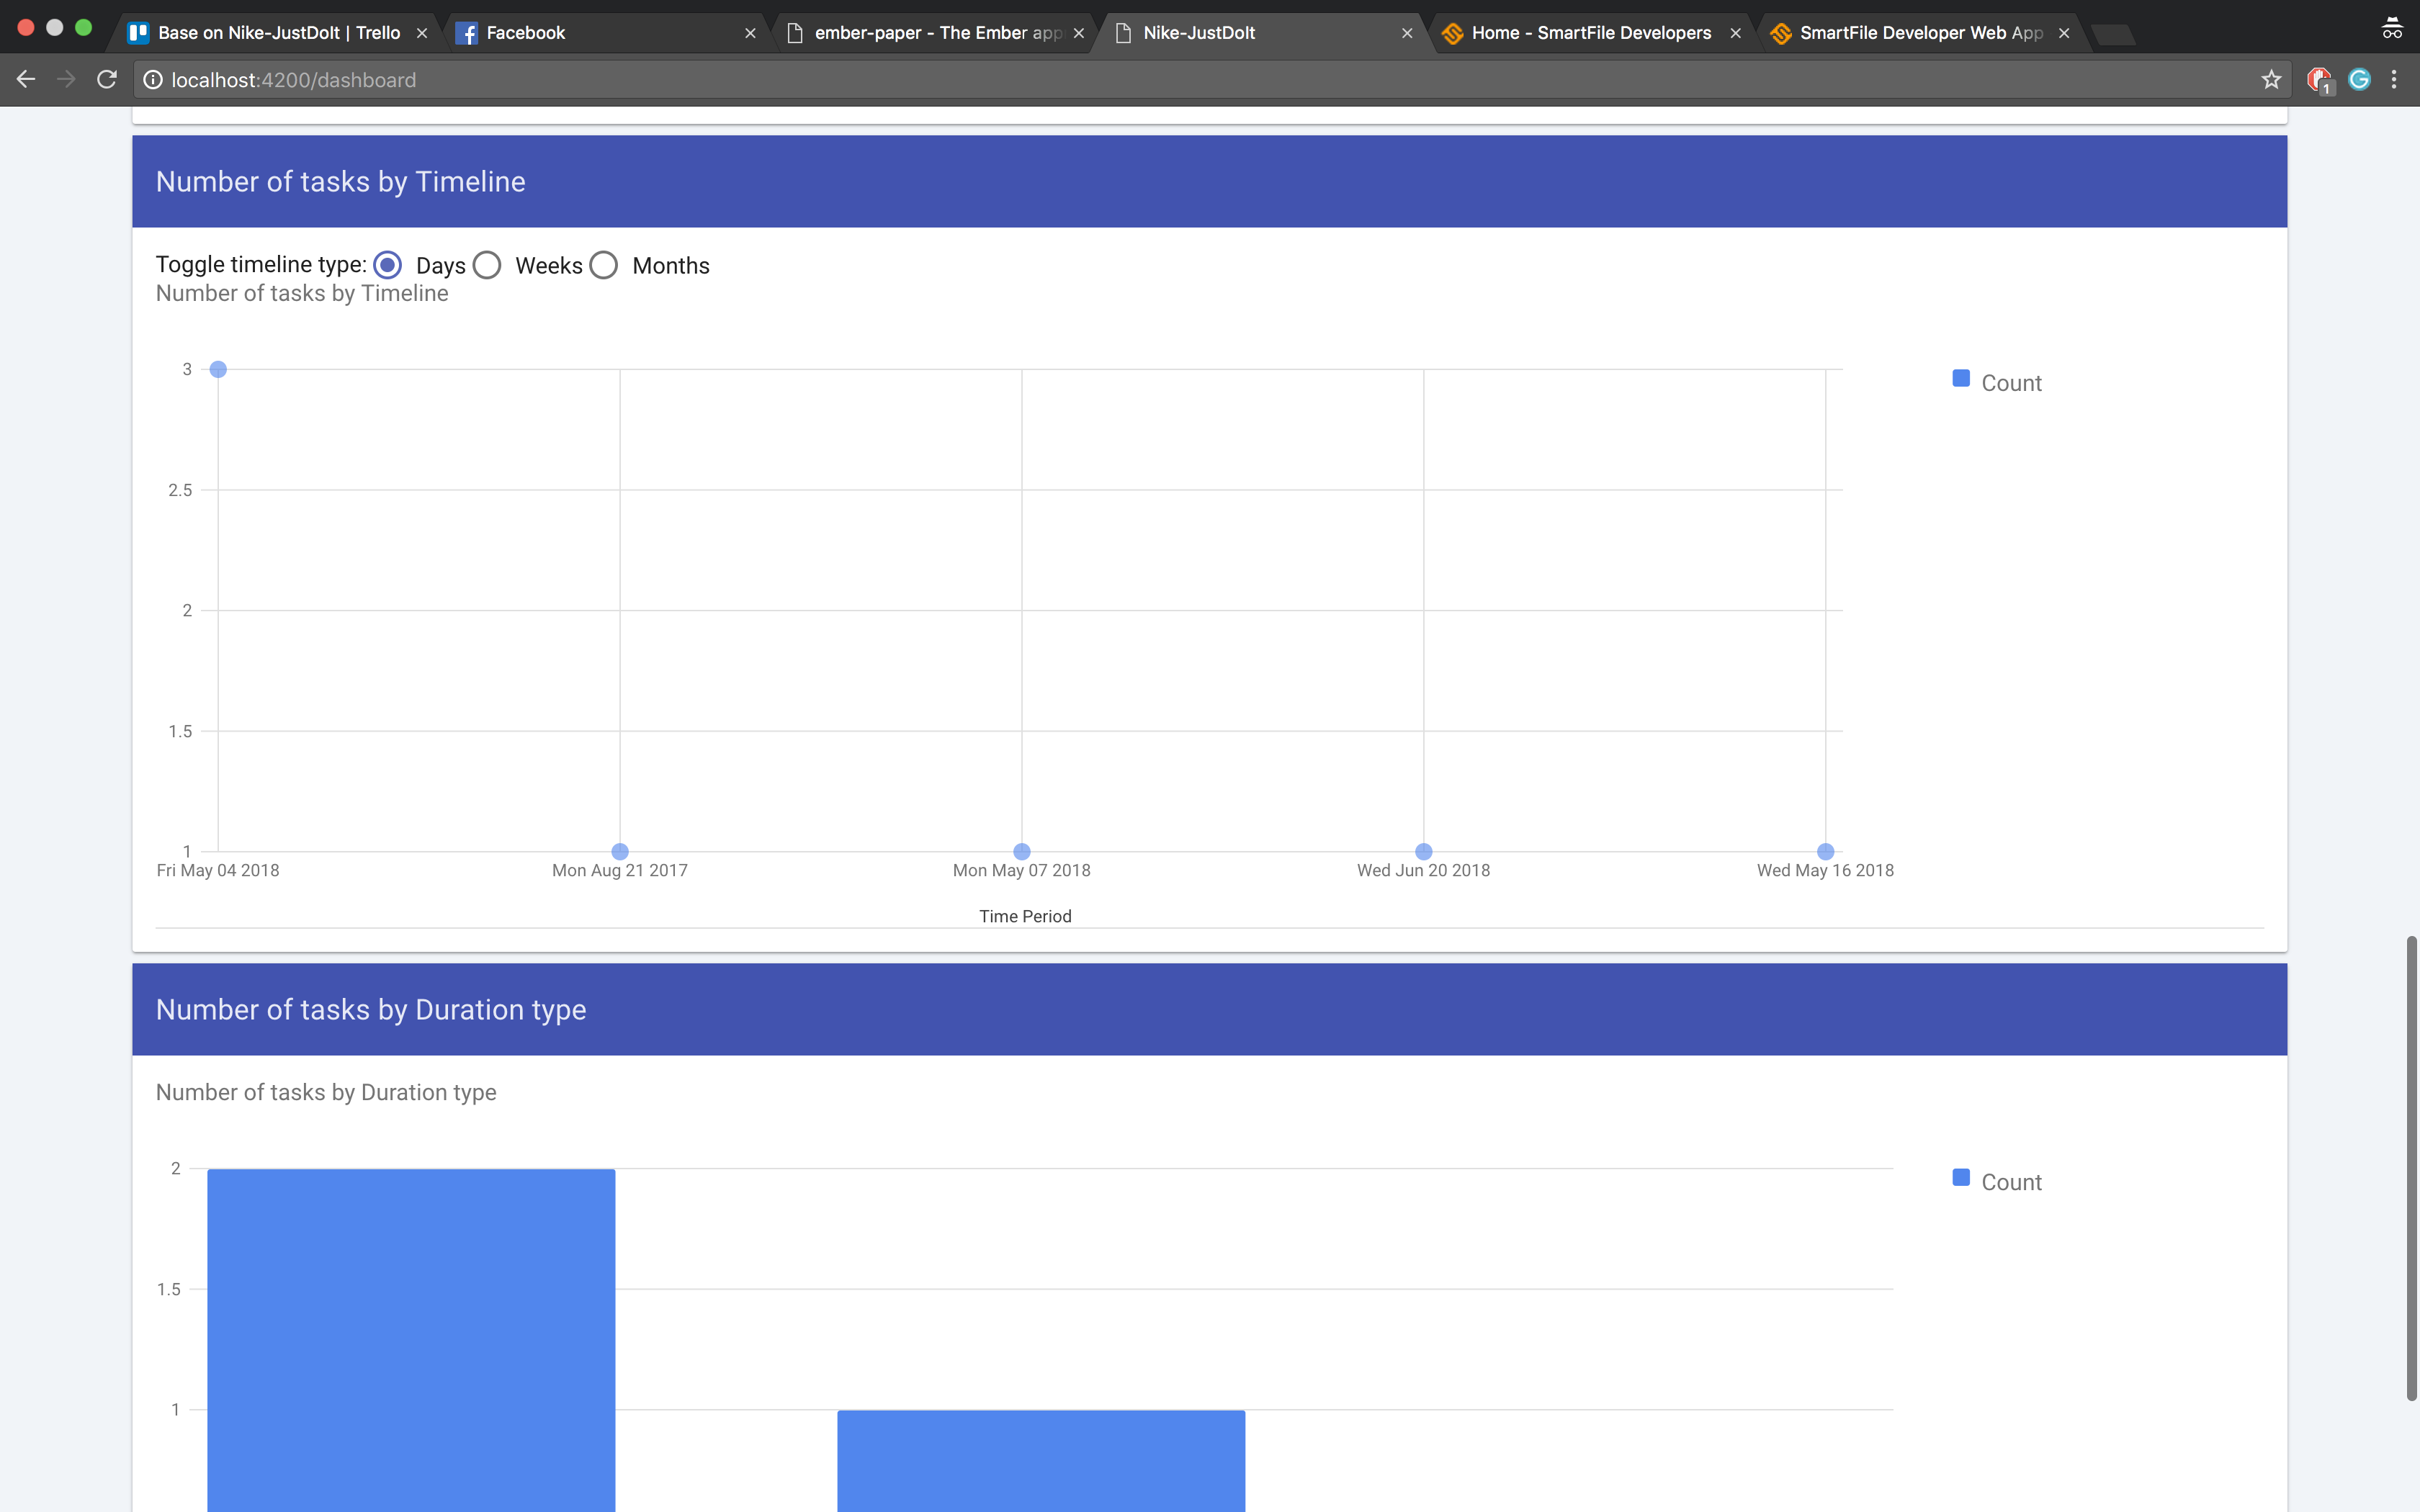 Base on Nike-JustDoIt | Trello
Facebook
ember-paper - The Ember app
Nike-JustDoIt
Home - SmartFile Developers
SmartFile Developer Web App
localhost:4200/dashboard
1
Number of tasks by Timeline
Toggle timeline type: Days Weeks Months
Number of tasks by Timeline
3
Count
2.5
2
1.5
1
Fri May 04 2018 Mon Aug 21 2017 Mon May 07 2018 Wed Jun 20 2018 Wed May 16 2018
Time Period
Number of tasks by Duration type
Number of tasks by Duration type
2
Count
1.5
1